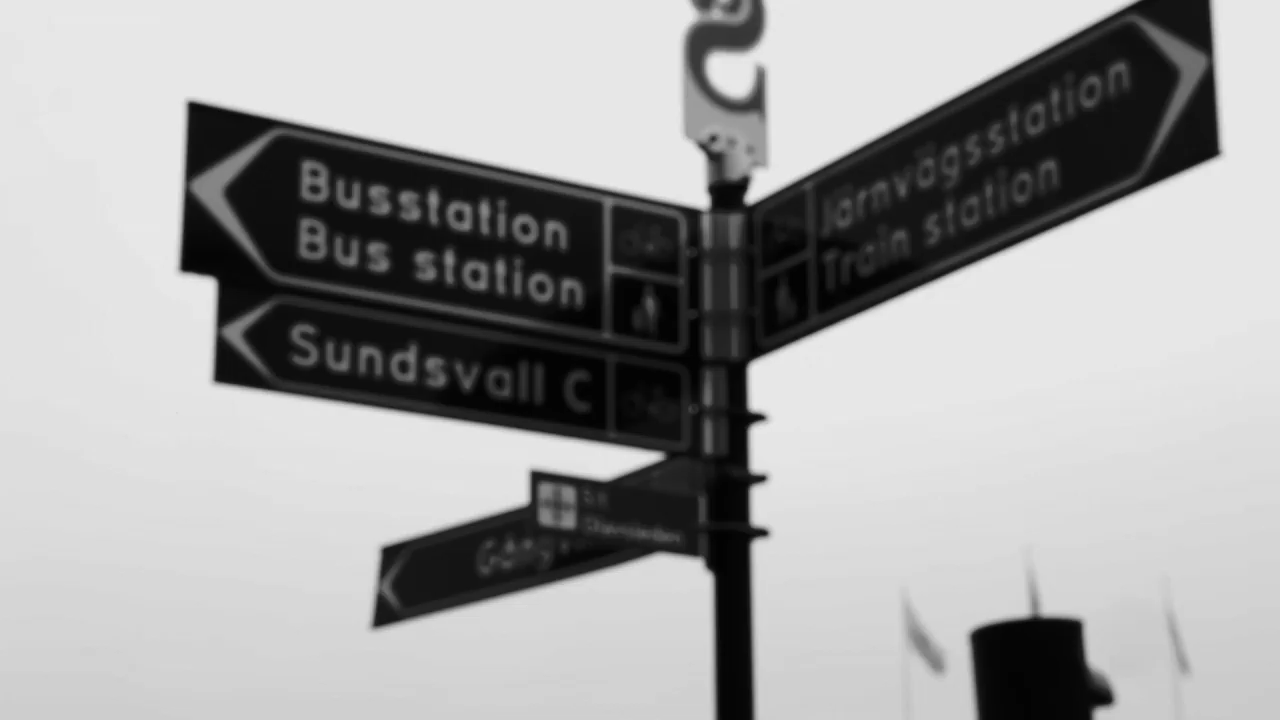 Busstation
Bus station
Sundsvall C
Järnvägsstation
Train station